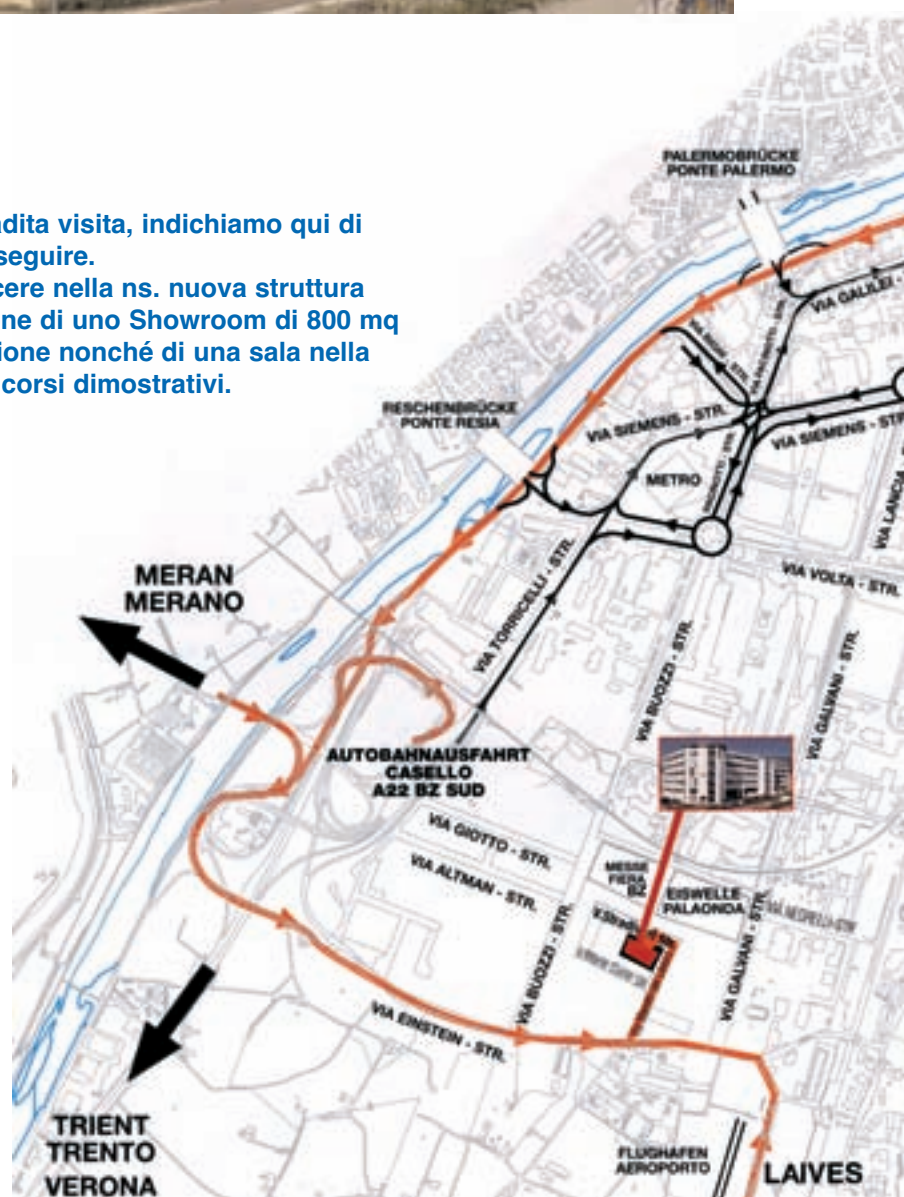 adita visita, indichiamo qui di
seguire.
cere nella ns. nuova struttura
ne di uno Showroom di 800 mq
ione nonché di una sala nella
corsi dimostrativi.
PALERMOBRÜCKE
PONTE PALERMO
VIA GALILEI -
RESCHENBRÜCKE
PONTE RESIA
VIA SIEMENS - STR.
VIA SIEMENS - STR
METRO
VIA LANCIA -
MERAN
MERANO
VIA VOLTA - STR.
VIA TORRICELLI - STR.
VIA BUOZZI - STR.
VIA GALVANI - STR.
AUTOBAHNAUSFAHRT
CASELLO
A22 BZ SUD
VIA GIOTTO - STR.
VIA ALTMAN - STR.
MESSE
FIERA
BZ
EISWELLE
PALAONDA
VIA NEGRELLI-STR
VIA BUOZZI - STR.
VIA GALVANI - STR.
VIA EINSTEIN - STR.
TRIENT
TRENTO
VERONA
FLUGHAFEN
AEROPORTO
LAIVES